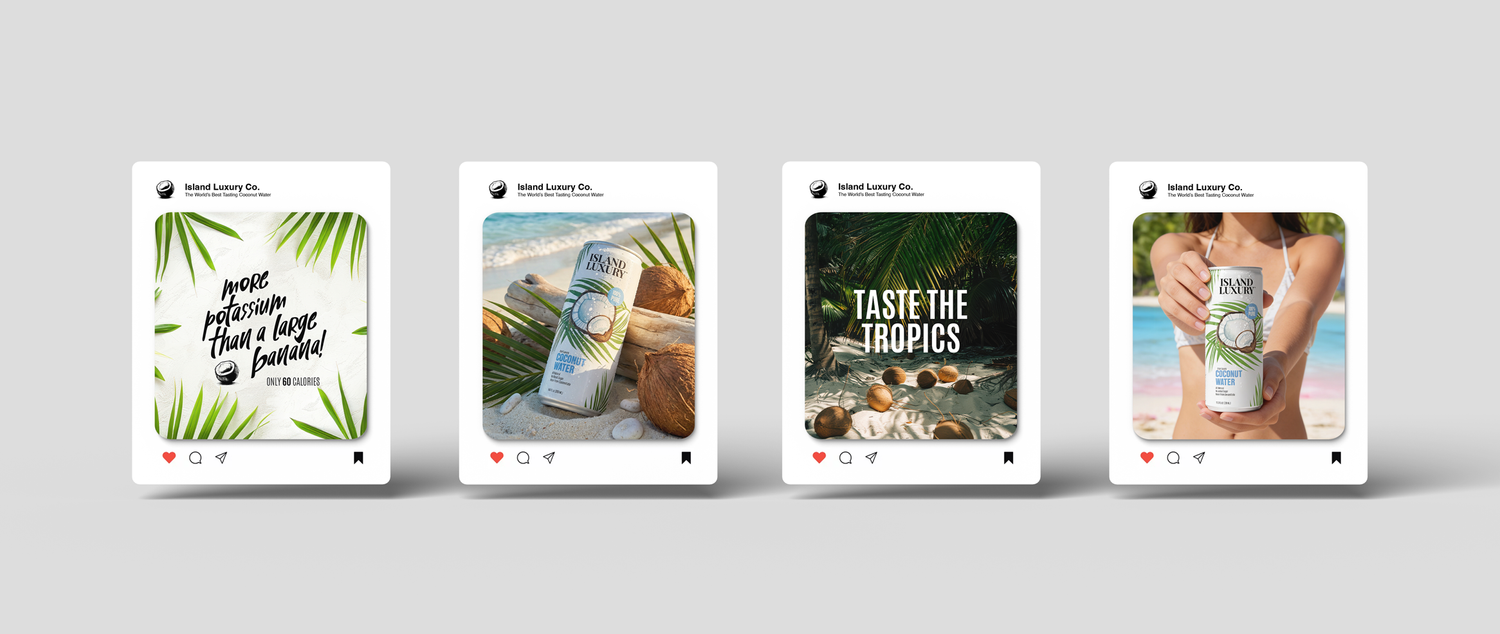 Island Luxury Co.
The World's Best Tasting Coconut Water
more
potassium
than a large
banana!
ONLY 60 CALORIES
Island Luxury Co.
The World's Best Tasting Coconut Water
ISLAND
LUXURY
COCONUT
WATER
Island Luxury Co.
The World's Best Tasting Coconut Water
TASTE THE
TROPICS
Island Luxury Co.
The World's Best Tasting Coconut Water
ISLAND
LUXURY
COCONUT
WATER